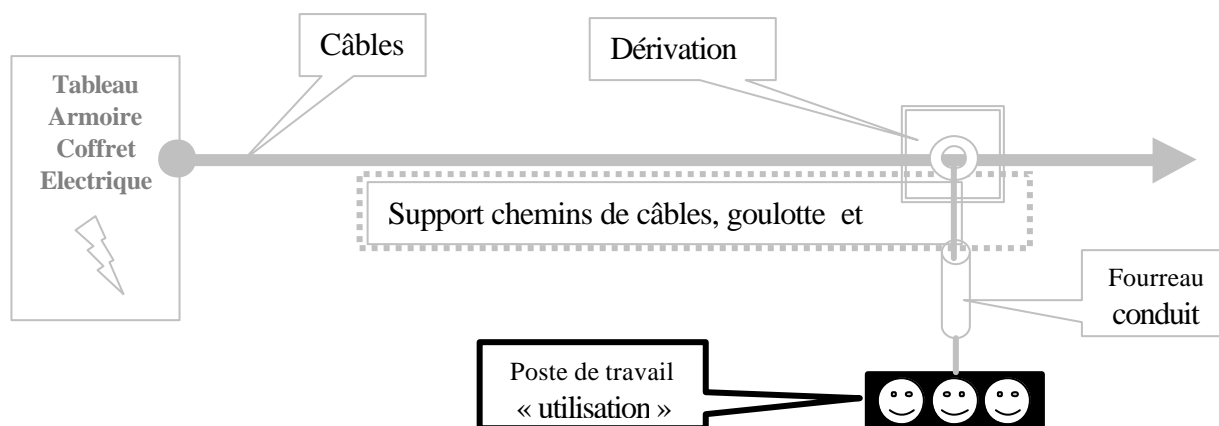 Câbles
Dérivation
Tableau
Armoire
Coffret
Electrique
Support chemins de câbles, goulotte et
Fourreau
conduit
Poste de travail
« utilisation »